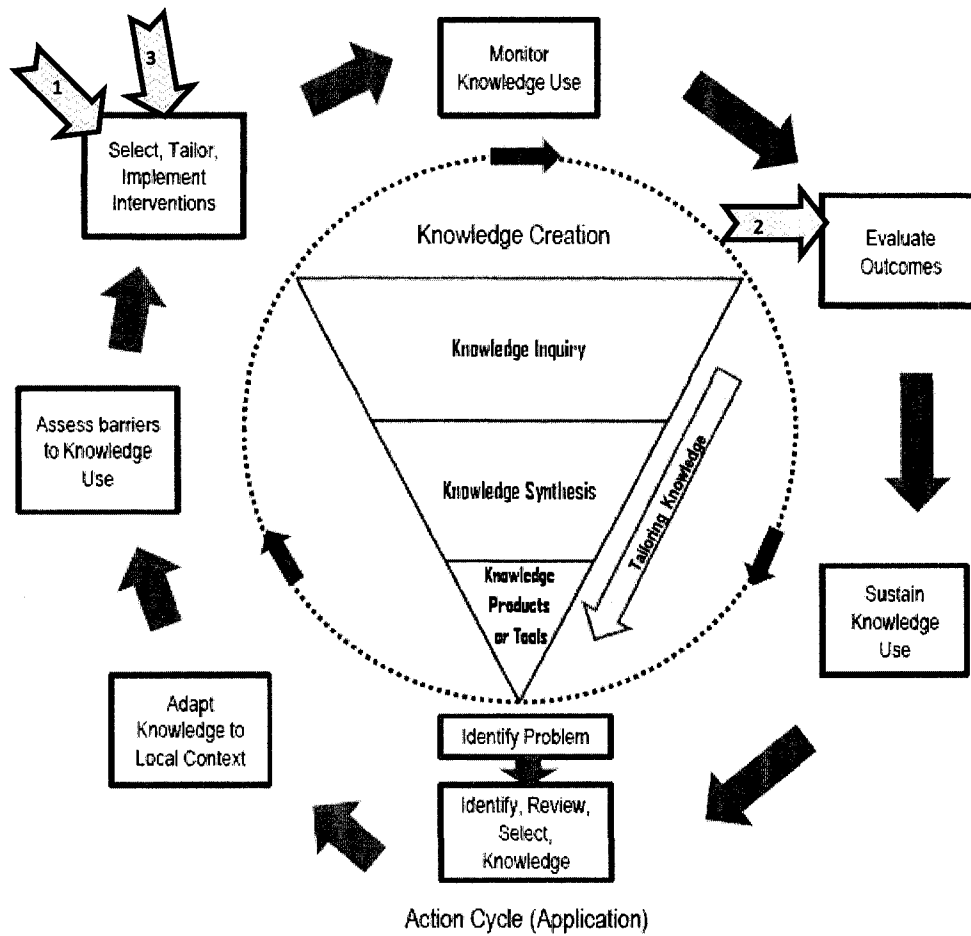 1
3
Monitor
Knowledge Use
Select, Tailor,
Implement
Interventions
Knowledge Creation
2
Evaluate
Outcomes
Knowledge Inquiry
Assess barriers
to Knowledge
Use
Knowledge Synthesis
Tailoring Knowledge
Knowledge
Products
or Tools
Sustain
Knowledge
Use
Adapt
Knowledge to
Local Context
Identify Problem
Identify, Review,
Select,
Knowledge
Action Cycle (Application)